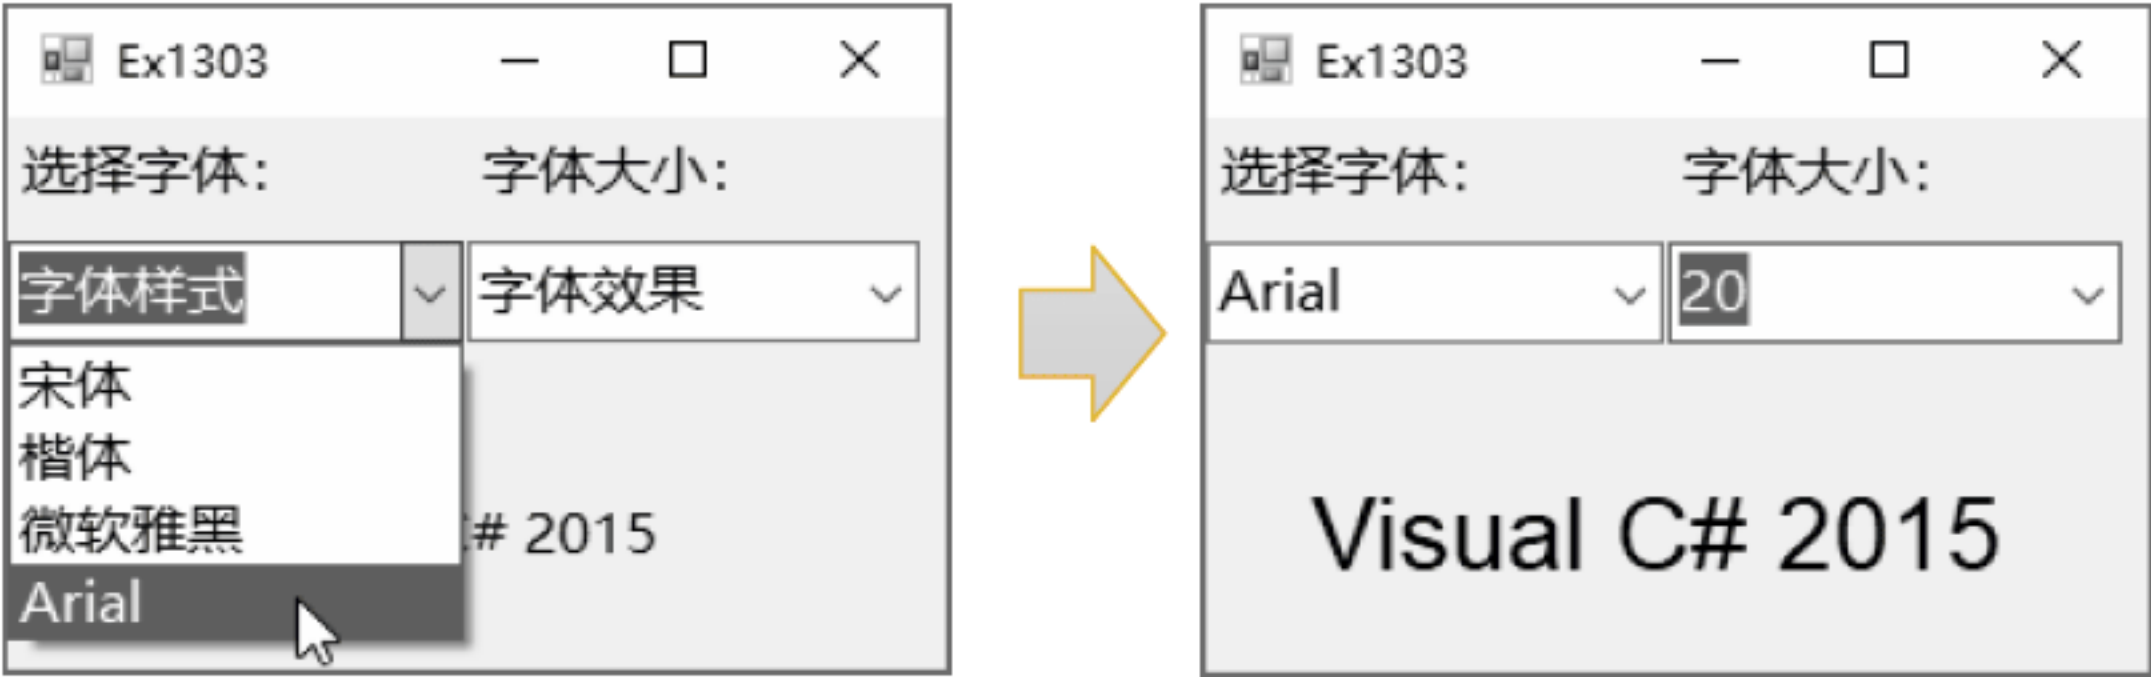 Ex1303
选择字体：
字体大小：
字体样式
字体效果
宋体
楷体
微软雅黑
Arial
# 2015
Ex1303
选择字体：
字体大小：
Arial
20
Visual C# 2015